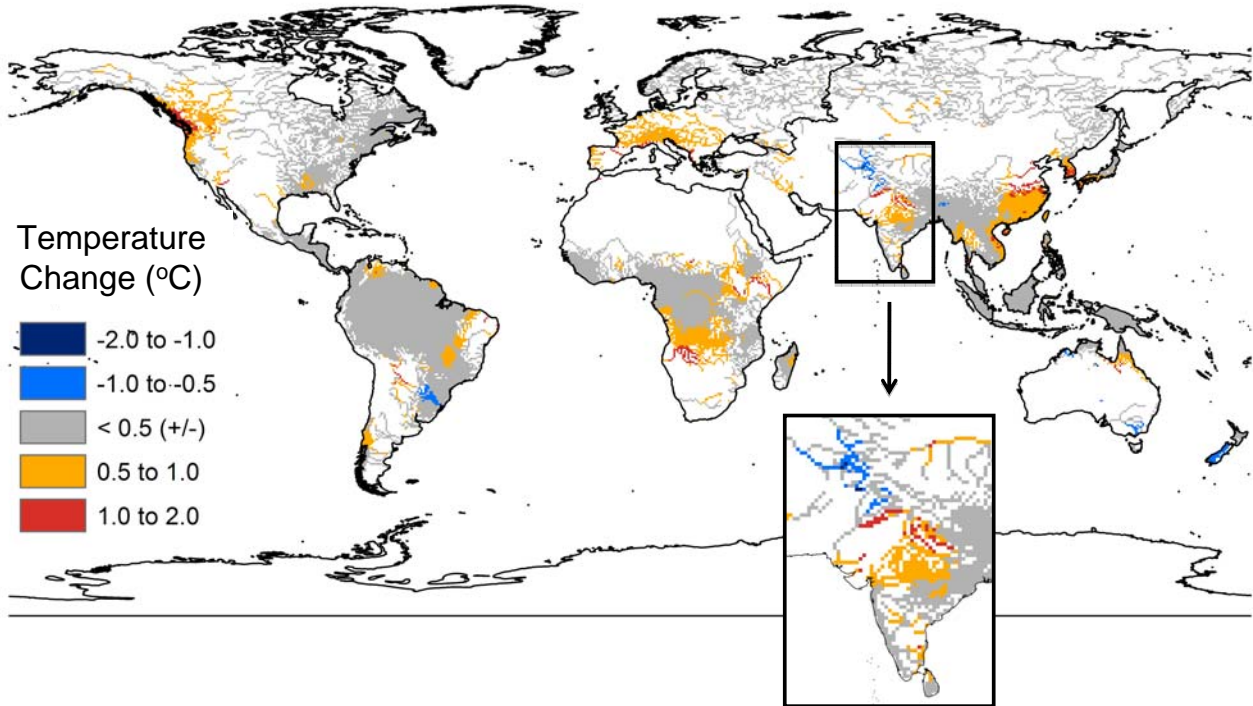 Temperature
Change (ºC)
-2.0 to -1.0
-1.0 to -0.5
< 0.5 (+/-)
0.5 to 1.0
1.0 to 2.0